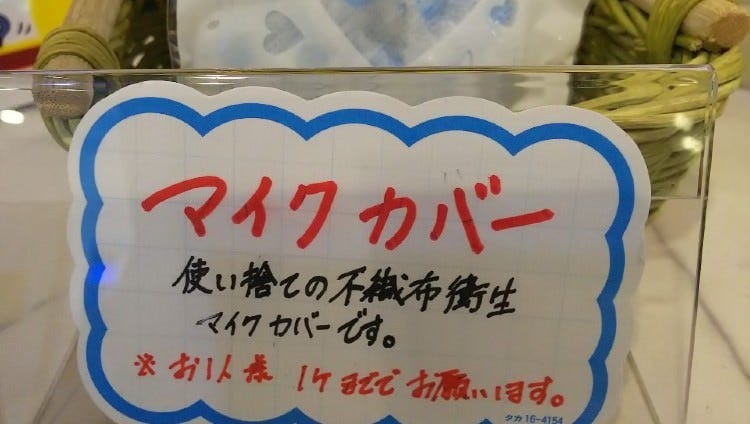 マイクカバー
使い捨ての不織布衛生
マイクカバーです。
※お1人様 1ケまでで お願いします。
タカ 16-4154